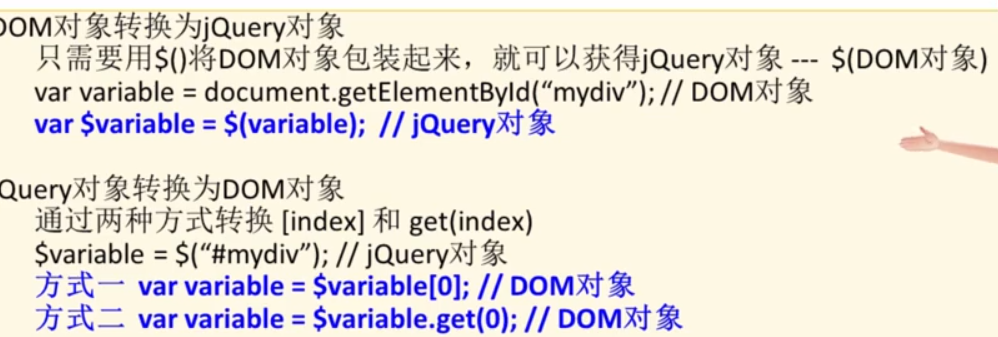 DOM对象转换为jQuery对象
只需要用$()将DOM对象包装起来，就可以获得jQuery对象 --- $(DOM对象)
var variable = document.getElementById(“mydiv”); // DOM对象
var $variable = $(variable); // jQuery对象
Query对象转换为DOM对象
通过两种方式转换 [index] 和 get(index)
$variable = $(“#mydiv”); // jQuery对象
方式一 var variable = $variable[0]; // DOM对象
方式二 var variable = $variable.get(0); // DOM对象